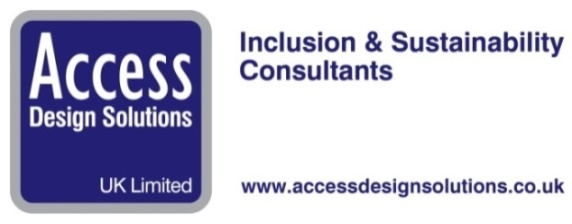 Access
Design Solutions
UK Limited
Inclusion & Sustainability
Consultants
www.accessdesignsolutions.co.uk